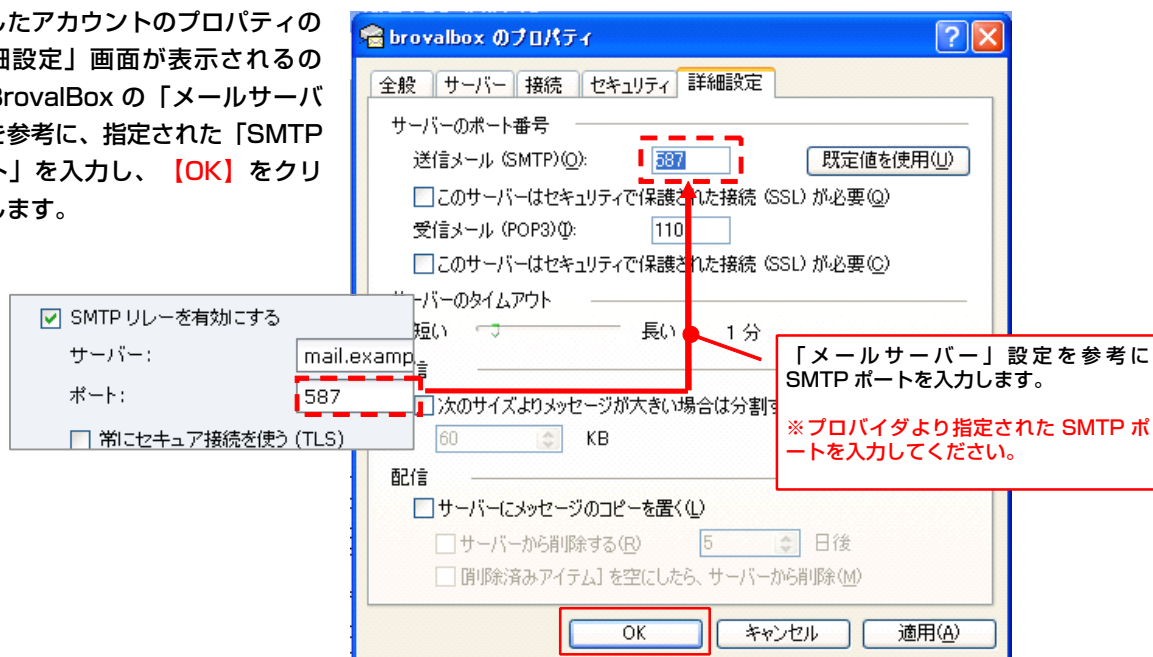 したアカウントのプロパティの
細設定」画面が表示されるの
BrovalBox の「メールサーバ
を参考に、指定された「SMTP
ト」を入力し、【OK】をクリ
します。
brovalbox のプロパティ
全般 サーバー 接続 セキュリティ 詳細設定
サーバーのポート番号
送信メール (SMTP)(O): 587 既定値を使用(U)
このサーバーはセキュリティで保護された接続 (SSL) が必要(Q)
受信メール (POP3)(I): 110
このサーバーはセキュリティで保護された接続 (SSL) が必要(C)
サーバーのタイムアウト
短い 長い 1 分
信
次のサイズよりメッセージが大きい場合は分割す
60 KB
配信
サーバーにメッセージのコピーを置く(L)
サーバーから削除する(R) 5 日後
[削除済みアイテム] を空にしたら、サーバーから削除(M)
OK キャンセル 適用(A)
SMTP リレーを有効にする
サーバー: mail.examp
ポート: 587
常にセキュア接続を使う (TLS)
「メールサーバー」設定を参考に
SMTP ポートを入力します。
※プロバイダより指定された SMTP ポ
ートを入力してください。